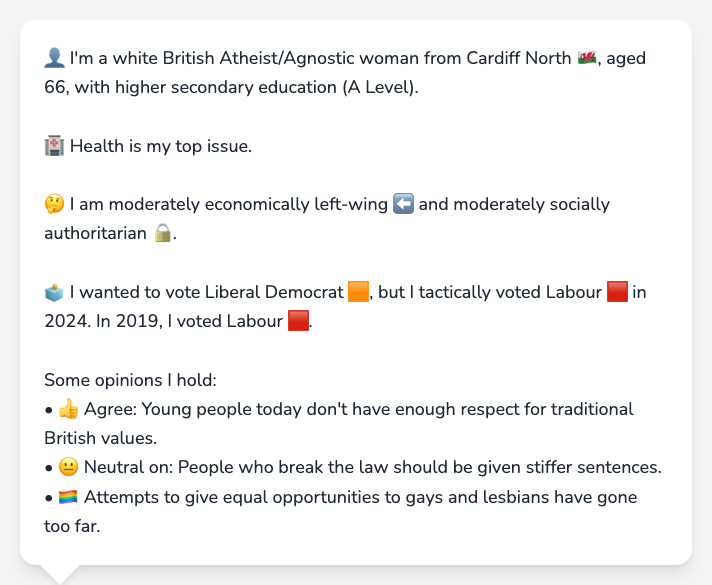 👤 I'm a white British Atheist/Agnostic woman from Cardiff North 🏴󠁧󠁢󠁷󠁬󠁳󠁿, aged
66, with higher secondary education (A Level).
🏥 Health is my top issue.
🤔 I am moderately economically left-wing ⬅️ and moderately socially
authoritarian 🔒.
🗳️ I wanted to vote Liberal Democrat 🟧, but I tactically voted Labour 🟥 in
2024. In 2019, I voted Labour 🟥.
Some opinions I hold:
• 👍 Agree: Young people today don't have enough respect for traditional
British values.
• 😐 Neutral on: People who break the law should be given stiffer sentences.
• 🏳️‍🌈 Attempts to give equal opportunities to gays and lesbians have gone
too far.